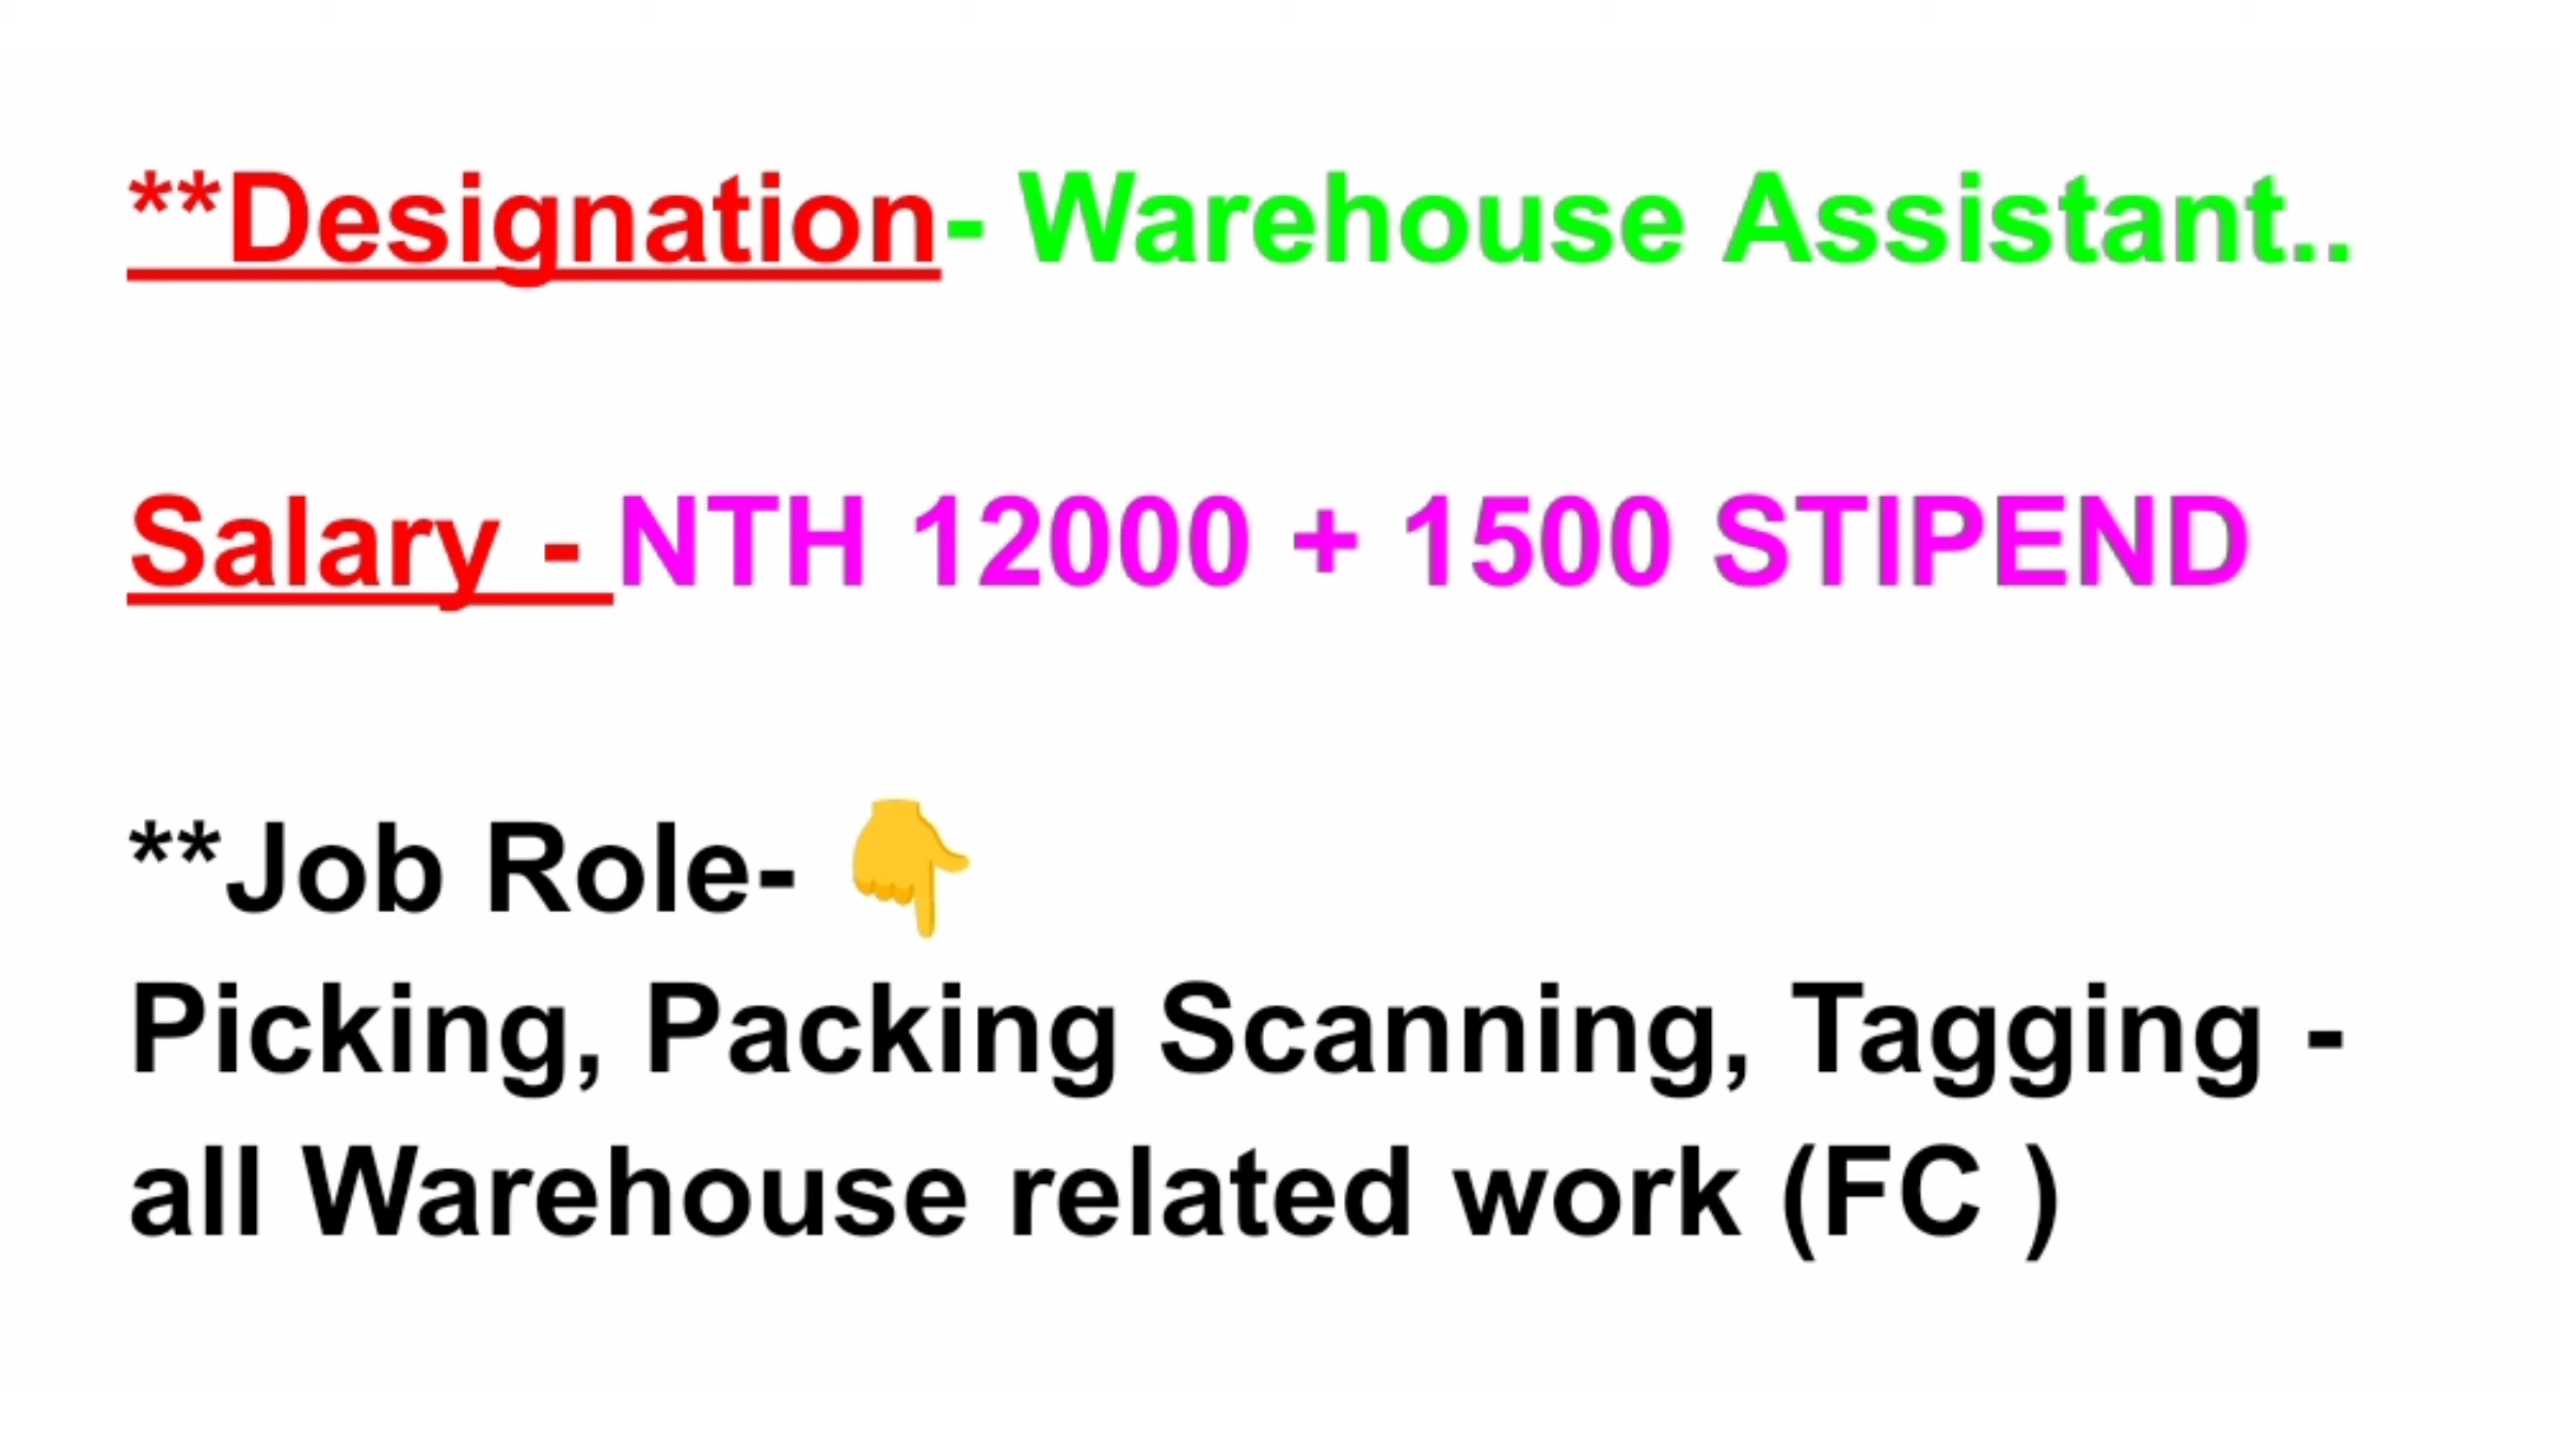 **Designation- Warehouse Assistant..
Salary - NTH 12000 + 1500 STIPEND
**Job Role- 👇
Picking, Packing Scanning, Tagging -
all Warehouse related work (FC )